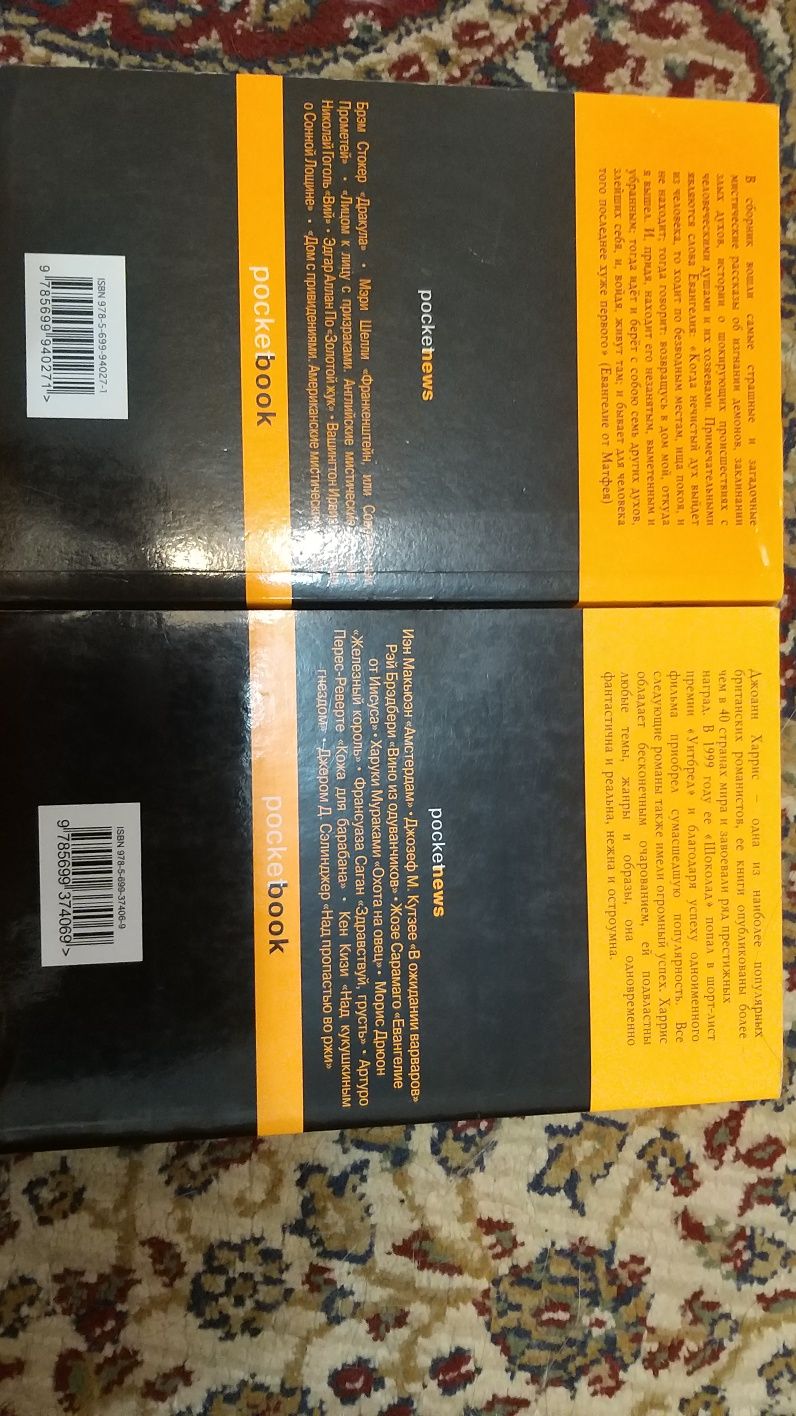 В сборник вошли самые страшные и загадочные
мистические рассказы об изгнании демонов, заклинании
злых духов, истории о шокирующих происшествиях с
человеческими душами и их хозяевами. Примечательными
являются слова Евангелия: «Когда нечистый дух выйдет
из человека, то ходит по безводным местам, ища покоя, и
не находит; тогда говорит: возвращусь в дом мой, откуда
я вышел. И, придя, находит его незанятым, выметенным и
убранным; тогда идёт и берёт с собою семь других духов,
злейших себя, и, войдя, живут там; и бывает для человека
того последнее хуже первого» (Евангелие от Матфея)
pocketnews
Брэм Стокер «Дракула» • Мэри Шелли «Франкенштейн, или
Прометей» • «Лицом к лицу с призраками. Английские мистические
Николай Гоголь «Вий» • Эдгар Аллан По «Золотой жук» • Вашингтон
о Сонной Лощине» • «Дом с привидениями. Американские мистические
pocketbook
ISBN 978-5-699-94027-1
9 785699 940271 >
Джоанн Харрис – одна из наиболее популярных
британских романистов, ее книги опубликованы более
чем в 40 странах мира и завоевали ряд престижных
наград. В 1999 году ее «Шоколад» попал в шорт-лист
премии «Уитбред» и благодаря успеху одноименного
фильма приобрел сумасшедшую популярность. Все
следующие романы также имели огромный успех. Харрис
обладает бесконечным очарованием, ей подвластны
любые темы, жанры и образы, она одновременно
фантастична и реальна, нежна и остроумна.
pocketnews
Иэн Макьюэн «Амстердам» • Джозеф М. Кутзее «В ожидании варваров»
Рэй Брэдбери «Вино из одуванчиков» • Жозе Сарамаго «Евангелие
от Иисуса» • Харуки Мураками «Охота на овец» • Морис Дрюон
«Железный король» • Франсуаза Саган «Здравствуй, грусть» • Артуро
Перес-Реверте «Кожа для барабана» • Кен Кизи «Над кукушкиным
гнездом» • Джером Д. Сэлинджер «Над пропастью во ржи»
pocketbook
ISBN 978-5-699-37406-9
9 785699 374069 >